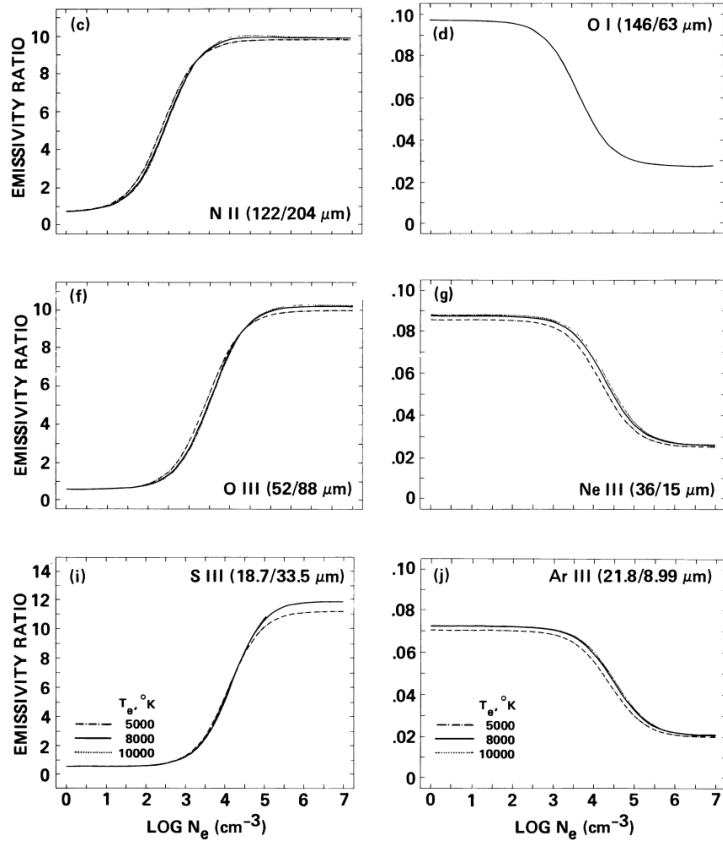 (c)
10
8
6
4
2
0
EMISSIVITY RATIO
N II (122/204 μm)
(d)
.10
.08
.06
.04
.02
0
O I (146/63 μm)
(f)
10
8
6
4
2
0
EMISSIVITY RATIO
O III (52/88 μm)
(g)
.10
.08
.06
.04
.02
0
Ne III (36/15 μm)
(i)
S III (18.7/33.5 μm)
14
12
10
8
6
4
2
0
EMISSIVITY RATIO
Te, °K
5000
8000
10000
0 1 2 3 4 5 6 7
LOG Ne (cm−3)
(j)
Ar III (21.8/8.99 μm)
.10
.08
.06
.04
.02
0
Te, °K
5000
8000
10000
0 1 2 3 4 5 6 7
LOG Ne (cm−3)